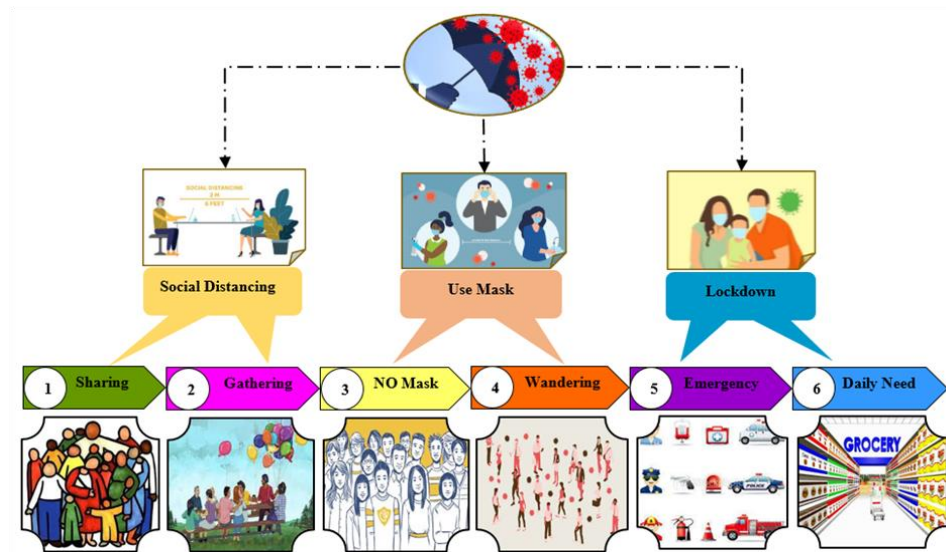 SOCIAL DISTANCING
2 M
6 FEET
Social Distancing
Use Mask
Lockdown
1 Sharing
2 Gathering
3 NO Mask
4 Wandering
5 Emergency
6 Daily Need
POLICE
GROCERY